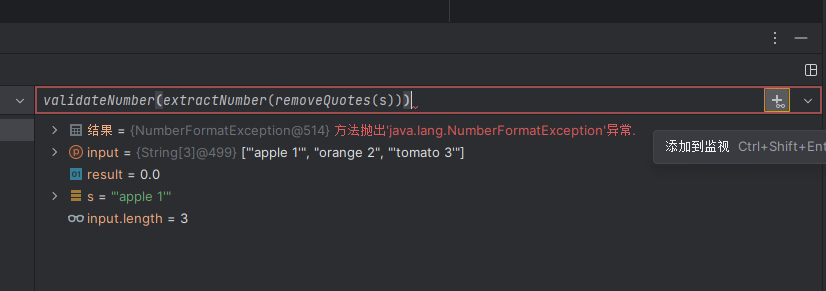 validateNumber(extractNumber(removeQuotes(s)))
结果 = {NumberFormatException@514} 方法抛出'java.lang.NumberFormatException'异常.
input = {String[3]@499} ["'apple 1'", "orange 2", "'tomato 3'"]
添加到监视 Ctrl+Shift+Ent
result = 0.0
s = "'apple 1'"
input.length = 3